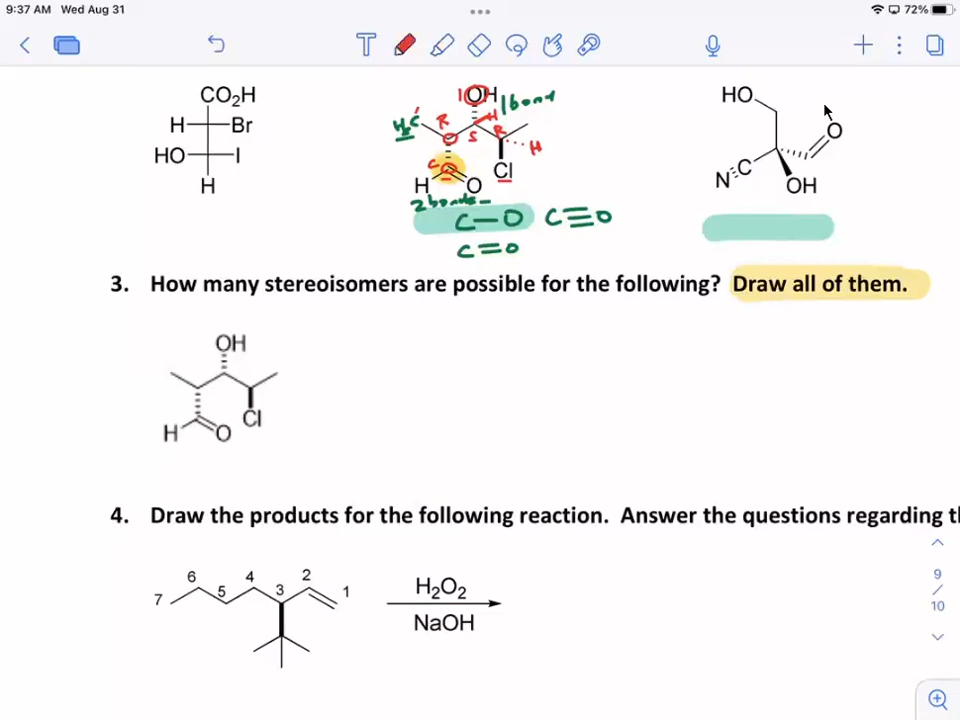 9:37 AM Wed Aug 31
72%
CO2H
H Br
HO I
H
1 OH
1 bond
H3C
R
H
S
R
H
C
H O
Cl
2 bonds
C—O C≡O
C=O
HO
O
N C
OH
3. How many stereoisomers are possible for the following? Draw all of them.
OH
Cl
H O
4. Draw the products for the following reaction. Answer the questions regarding th
7 6 5 4 3 2 1
H2O2
NaOH
9
/
10